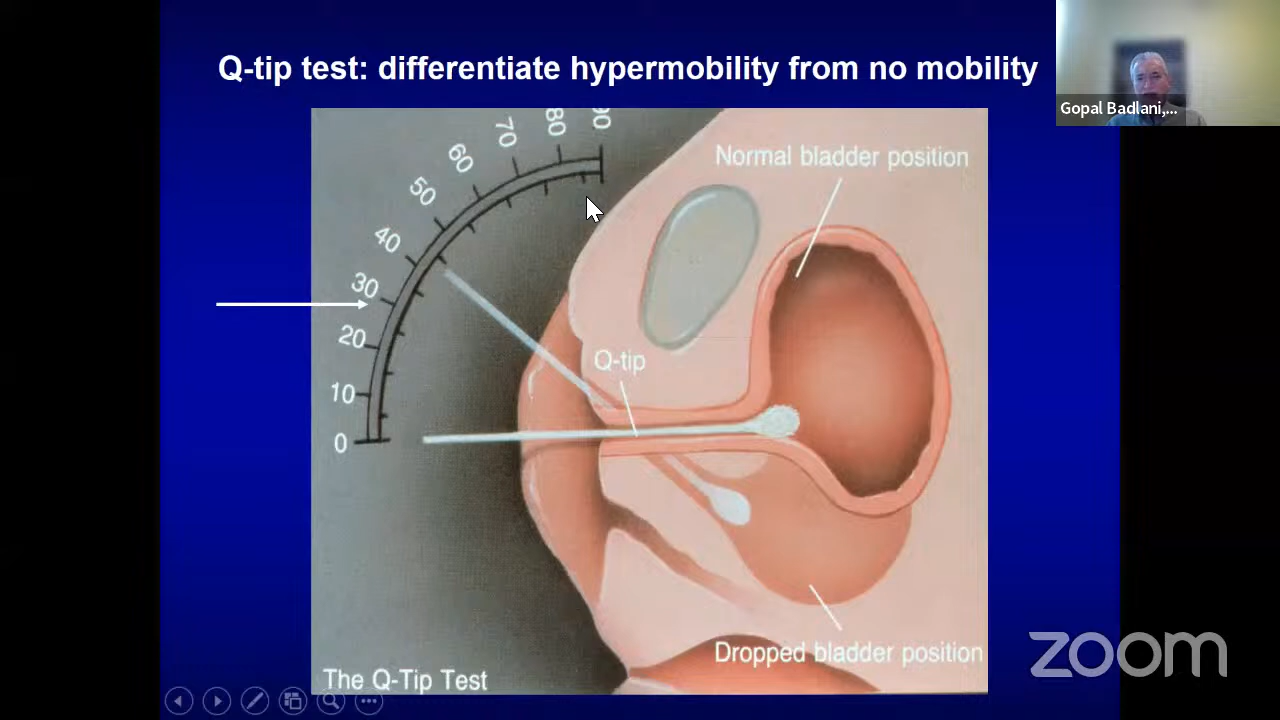 Q-tip test: differentiate hypermobility from no mobility
Gopal Badlani,...
90
80
70
60
50
40
30
20
10
0
Normal bladder position
Q-tip
Dropped bladder position
The Q-Tip Test
zoom